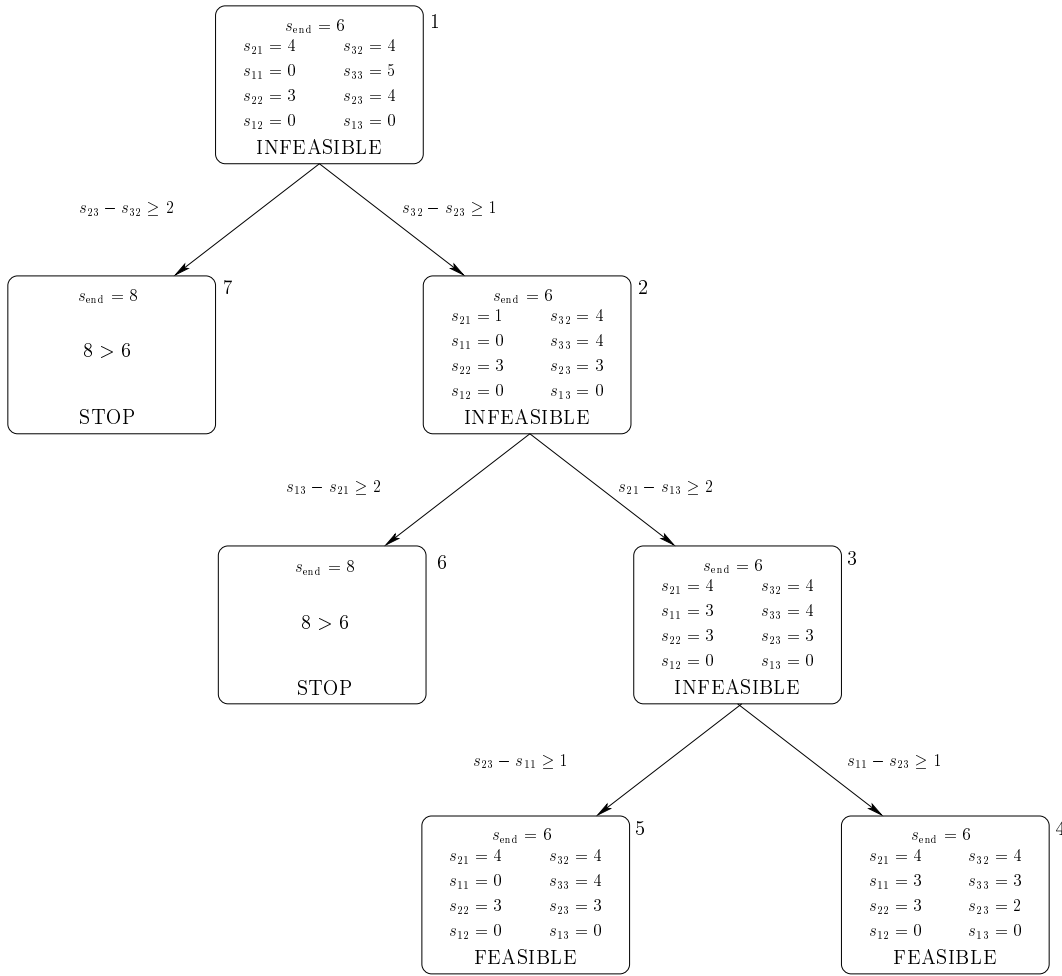 s_end = 6 1
s_21 = 4 s_32 = 4
s_11 = 0 s_33 = 5
s_22 = 3 s_23 = 4
s_12 = 0 s_13 = 0
INFEASIBLE
s_23 − s_32 ≥ 2 s_32 − s_23 ≥ 1
s_end = 8 7
8 > 6
STOP
s_end = 6 2
s_21 = 1 s_32 = 4
s_11 = 0 s_33 = 4
s_22 = 3 s_23 = 3
s_12 = 0 s_13 = 0
INFEASIBLE
s_13 − s_21 ≥ 2 s_21 − s_13 ≥ 2
s_end = 8 6
8 > 6
STOP
s_end = 6 3
s_21 = 4 s_32 = 4
s_11 = 3 s_33 = 4
s_22 = 3 s_23 = 3
s_12 = 0 s_13 = 0
INFEASIBLE
s_23 − s_11 ≥ 1 s_11 − s_23 ≥ 1
s_end = 6 5
s_21 = 4 s_32 = 4
s_11 = 0 s_33 = 4
s_22 = 3 s_23 = 3
s_12 = 0 s_13 = 0
FEASIBLE
s_end = 6 4
s_21 = 4 s_32 = 4
s_11 = 3 s_33 = 3
s_22 = 3 s_23 = 2
s_12 = 0 s_13 = 0
FEASIBLE